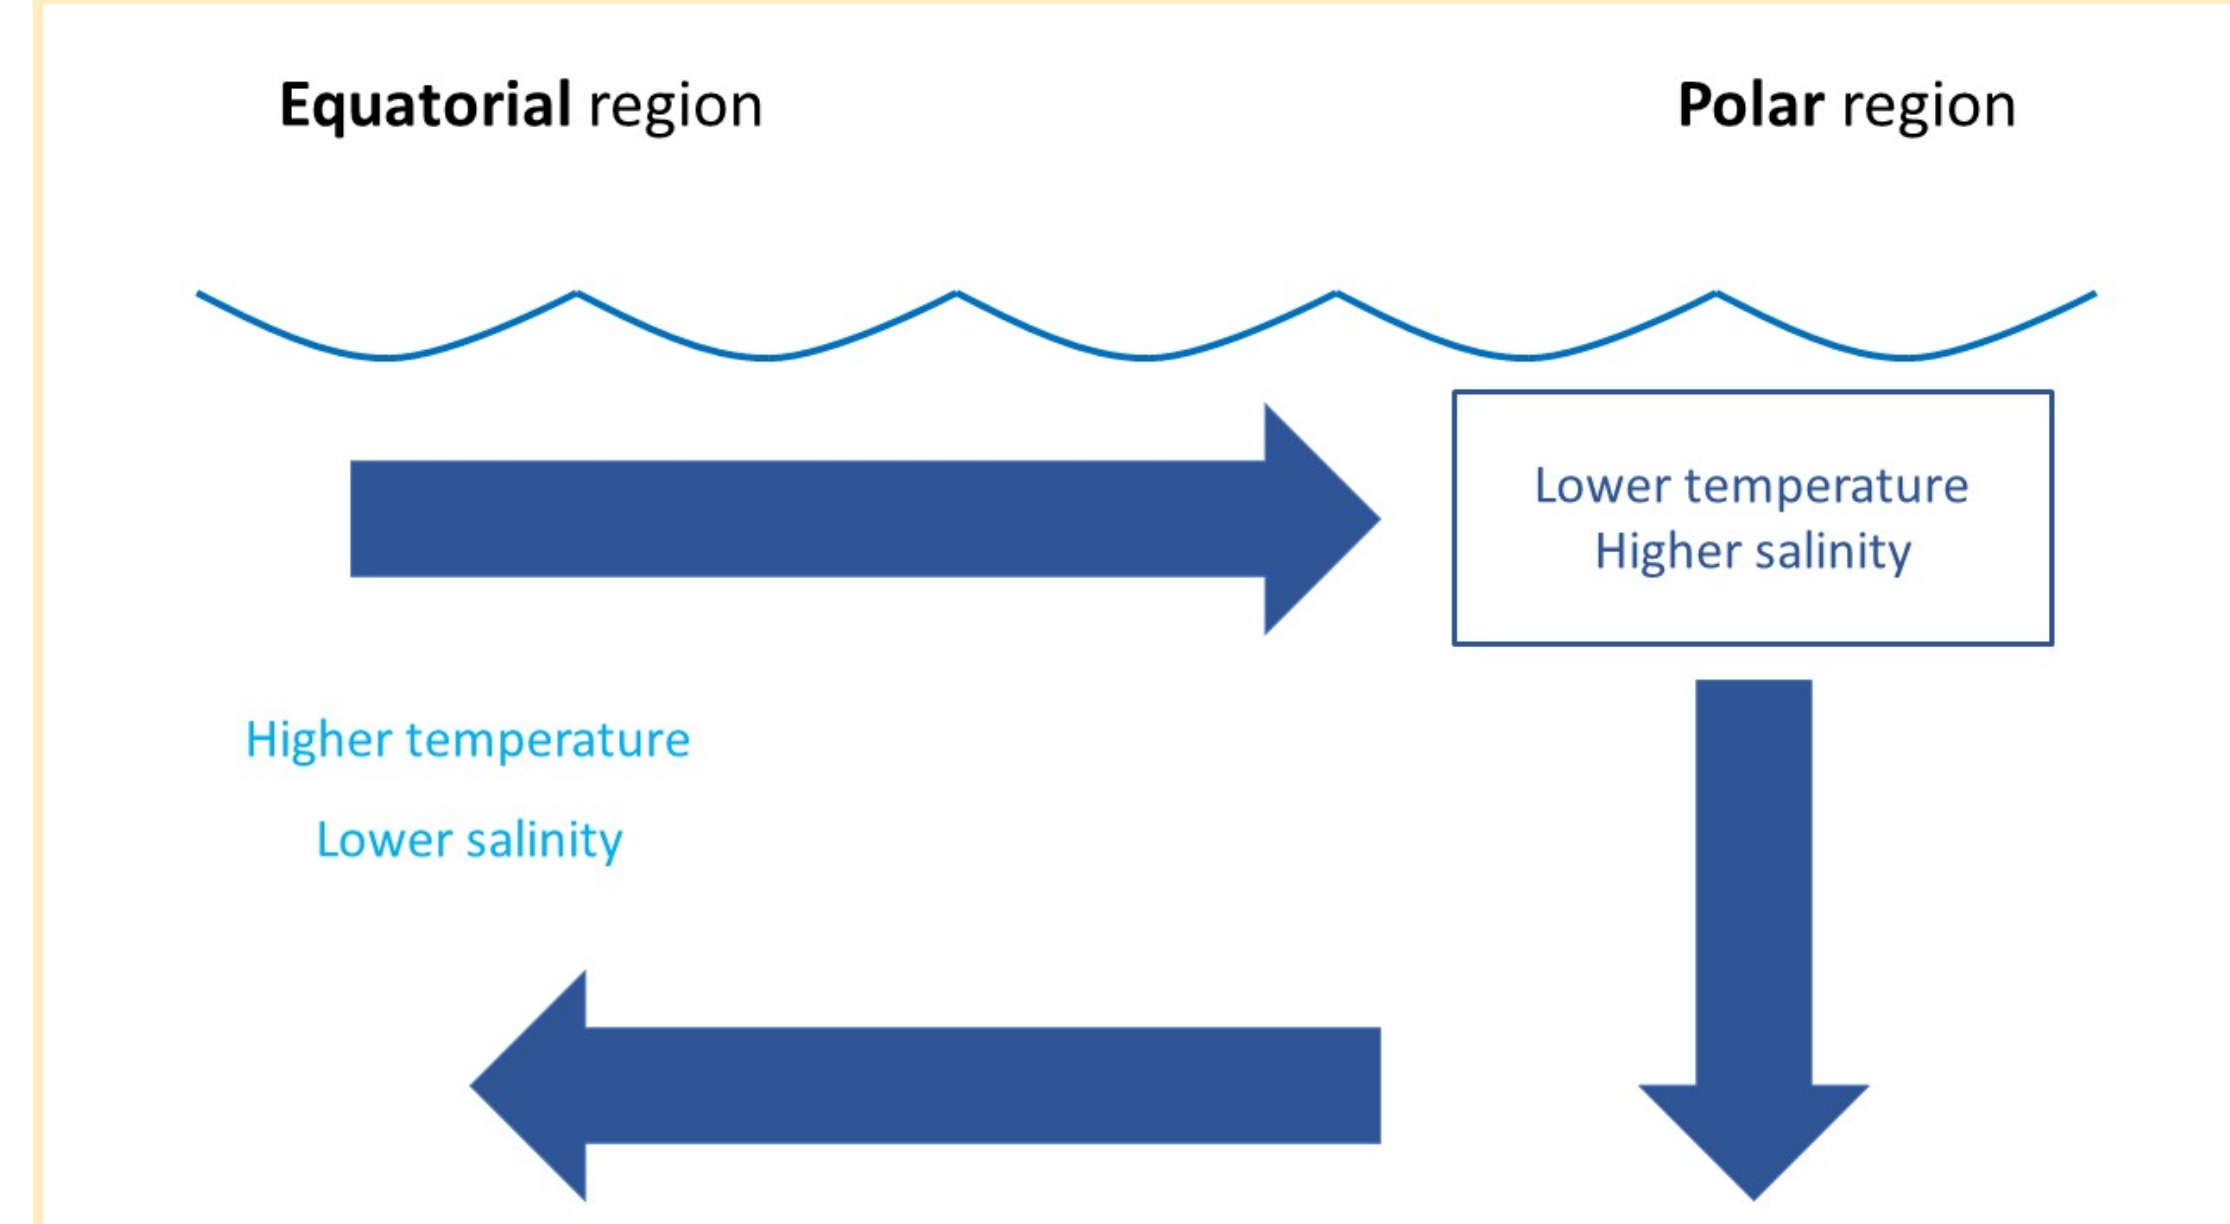 Equatorial region
Polar region
Lower temperature
Higher salinity
Higher temperature
Lower salinity